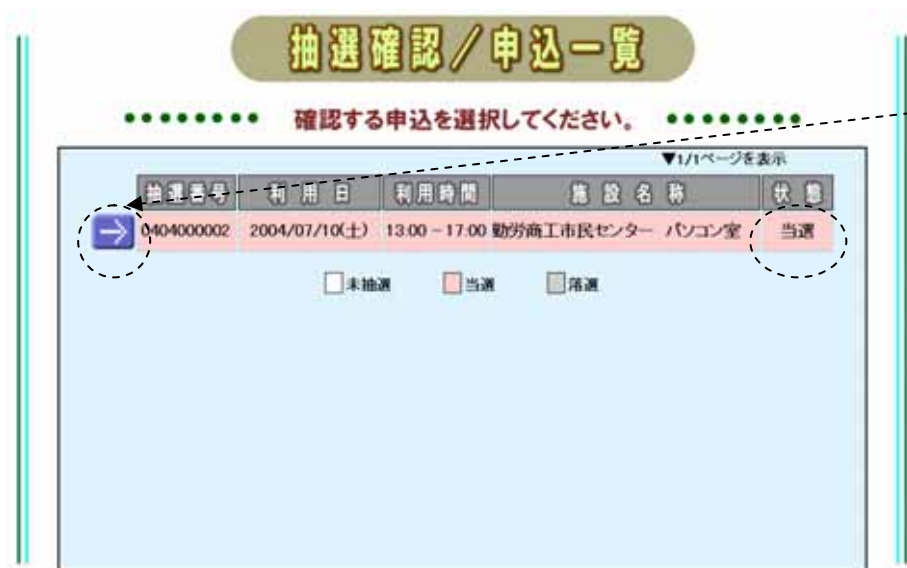 抽選確認／申込一覧
確認する申込を選択してください。
▼1/1ページを表示
抽選番号 利用日 利用時間 施設名称 状態
0404000002 2004/07/10(土) 13:00 - 17:00 勤労商工市民センター パソコン室 当選
未抽選 当選 落選